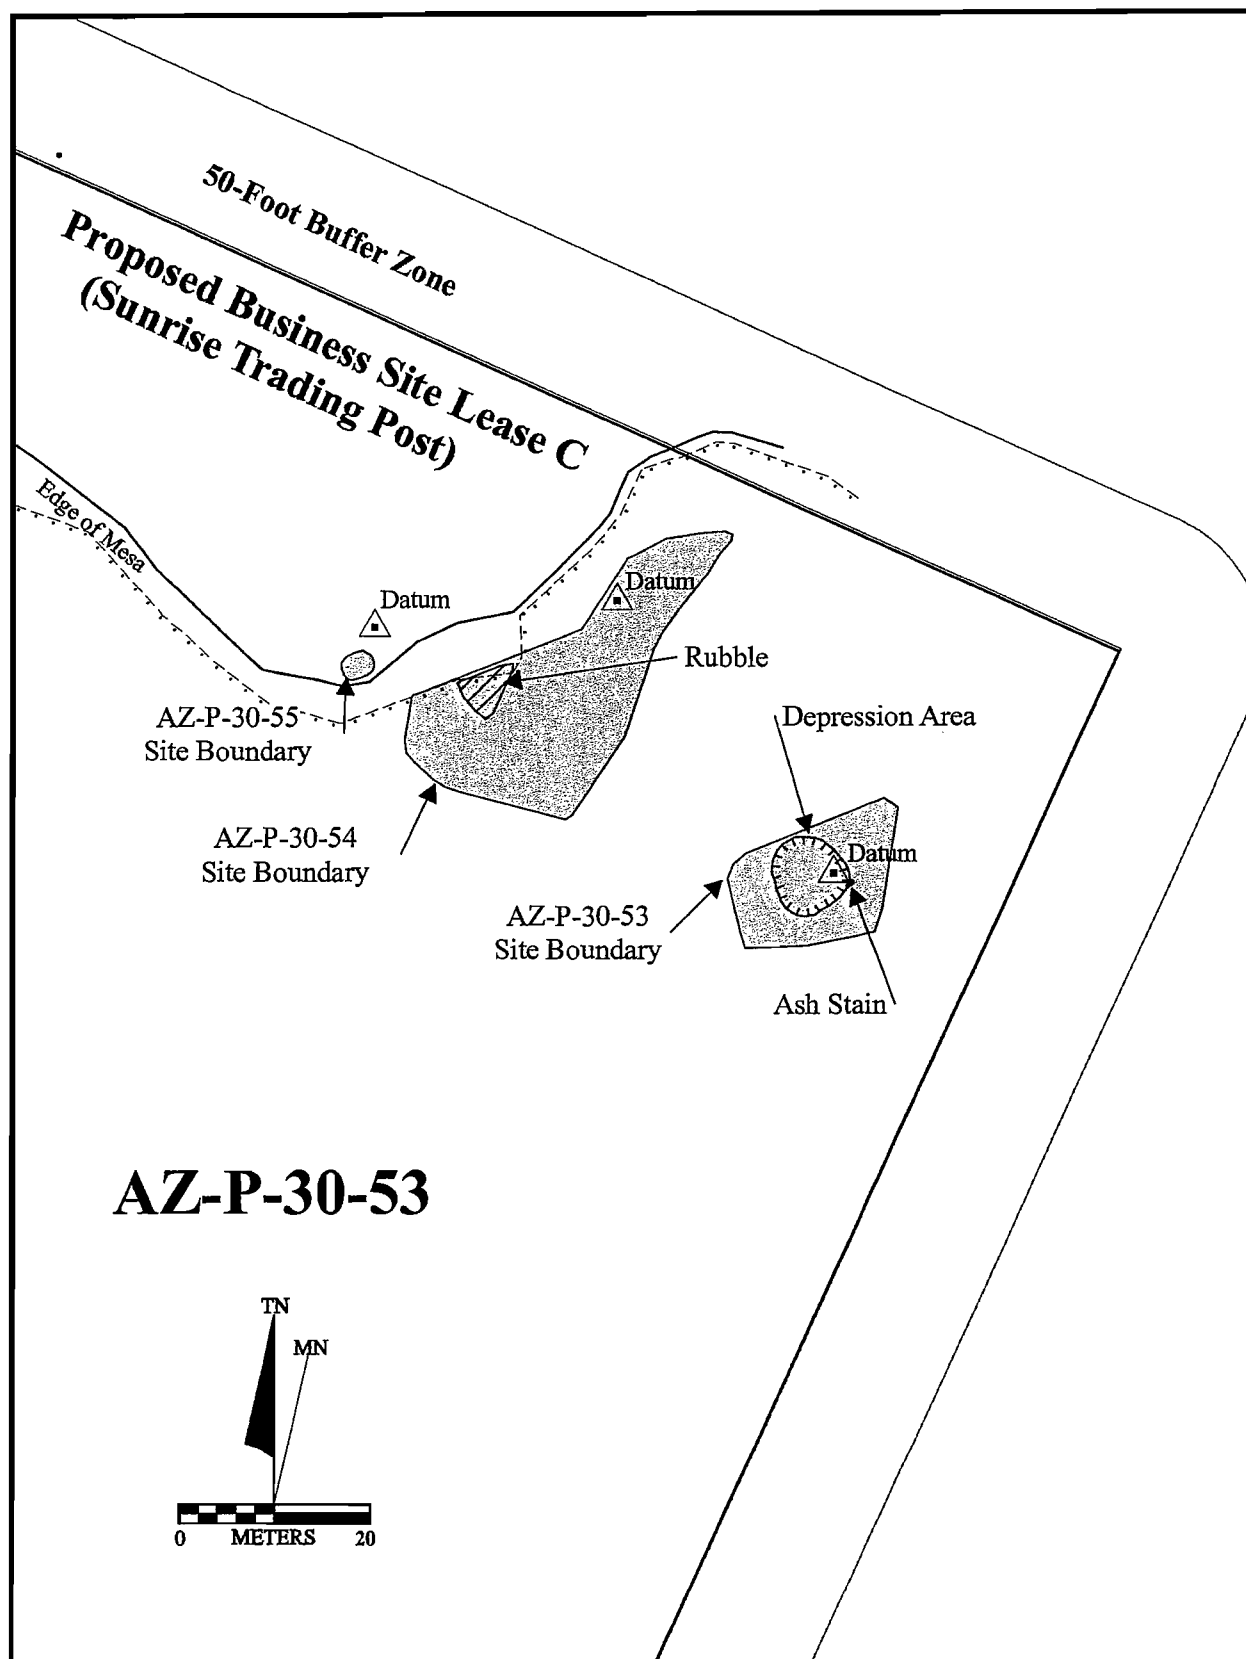 50-Foot Buffer Zone
Proposed Business Site Lease C
(Sunrise Trading Post)
Edge of Mesa
Datum
Datum
Rubble
AZ-P-30-55
Site Boundary
Depression Area
AZ-P-30-54
Site Boundary
Datum
AZ-P-30-53
Site Boundary
Ash Stain
AZ-P-30-53
TN
MN
0 METERS 20